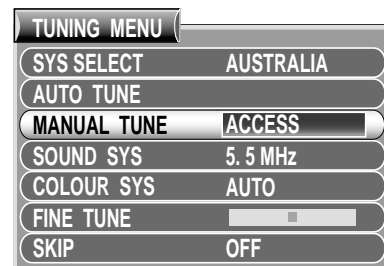 TUNING MENU
SYS SELECT AUSTRALIA
AUTO TUNE
MANUAL TUNE ACCESS
SOUND SYS 5. 5 MHz
COLOUR SYS AUTO
FINE TUNE
SKIP OFF